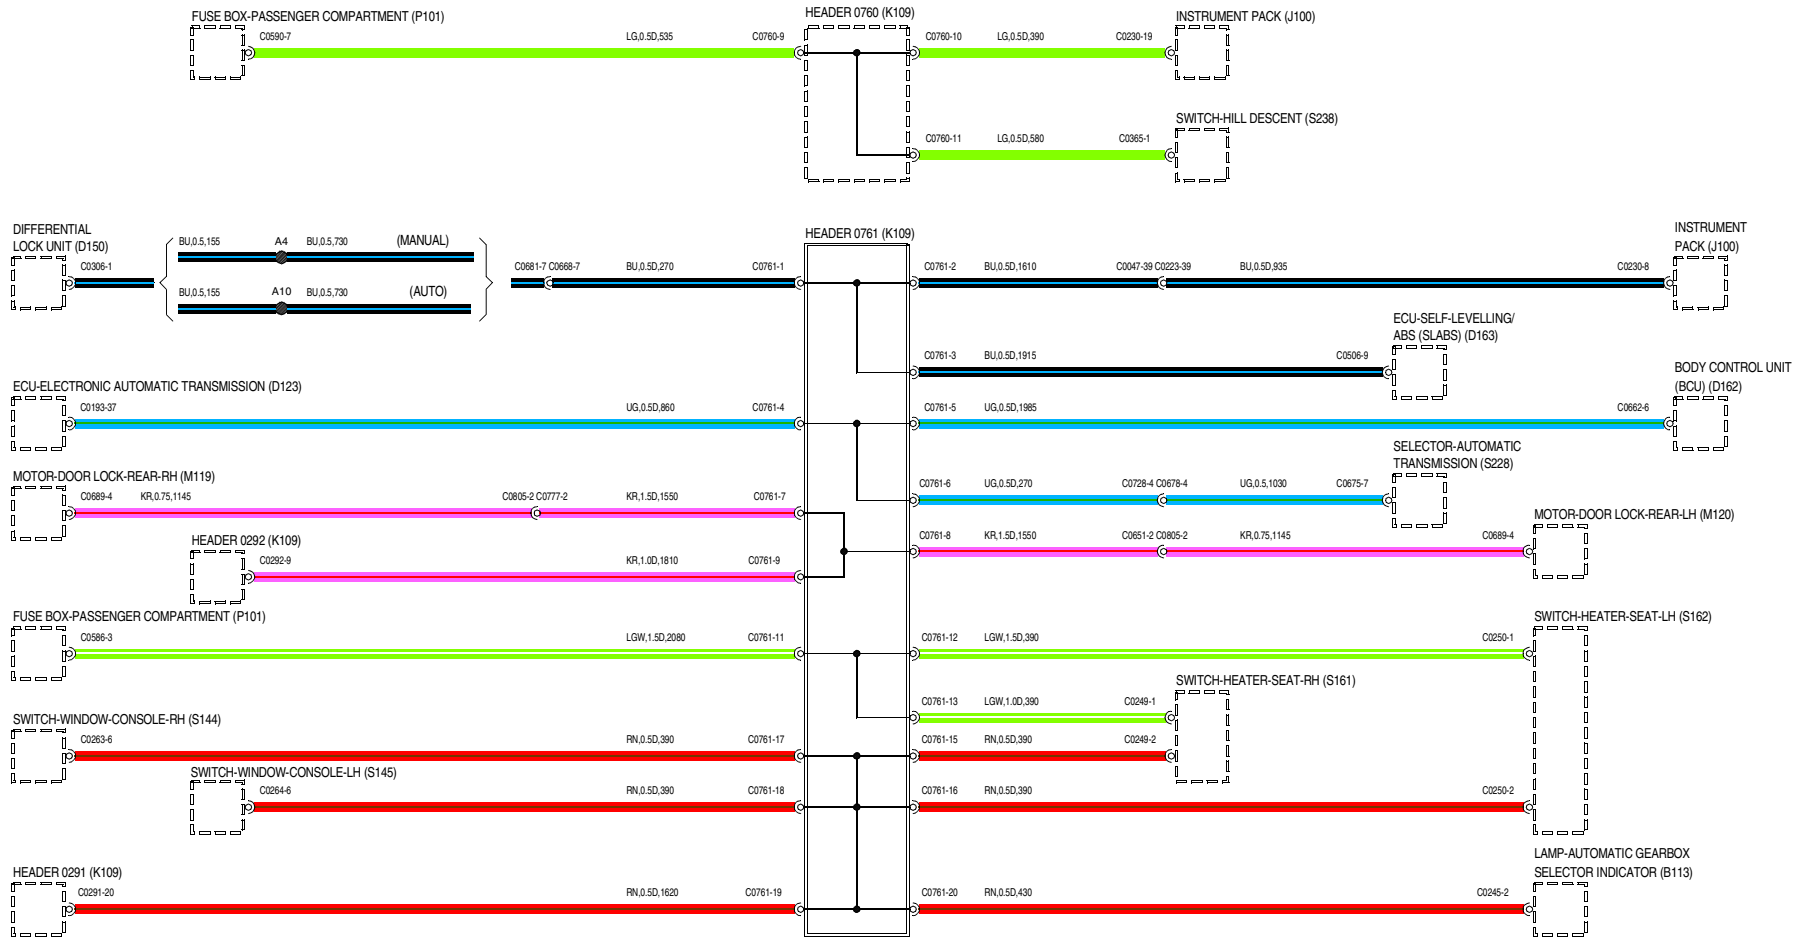 FUSE BOX-PASSENGER COMPARTMENT (P101)
HEADER 0760 (K109)
INSTRUMENT PACK (J100)
C0590-7
LG,0.5D,535
C0760-9
C0760-10
LG,0.5D,390
C0230-19
SWITCH-HILL DESCENT (S238)
C0760-11
LG,0.5D,580
C0365-1
DIFFERENTIAL
LOCK UNIT (D150)
HEADER 0761 (K109)
INSTRUMENT
PACK (J100)
BU,0.5,155
A4
BU,0.5,730
(MANUAL)
C0306-1
C0681-7 C0668-7
BU,0.5D,270
C0761-1
C0761-2
BU,0.5D,1610
C0047-39 C0223-39
BU,0.5D,935
C0230-8
BU,0.5,155
A10
BU,0.5,730
(AUTO)
ECU-SELF-LEVELLING/
ABS (SLABS) (D163)
C0761-3
BU,0.5D,1915
C0506-9
ECU-ELECTRONIC AUTOMATIC TRANSMISSION (D123)
BODY CONTROL UNIT
(BCU) (D162)
C0193-37
UG,0.5D,860
C0761-4
C0761-5
UG,0.5D,1985
C0662-6
SELECTOR-AUTOMATIC
TRANSMISSION (S228)
C0761-6
UG,0.5D,270
C0728-4 C0678-4
UG,0.5,1030
C0675-7
MOTOR-DOOR LOCK-REAR-RH (M119)
C0689-4
KR,0.75,1145
C0805-2 C0777-2
KR,1.5D,1550
C0761-7
MOTOR-DOOR LOCK-REAR-LH (M120)
C0761-8
KR,1.5D,1550
C0651-2 C0805-2
KR,0.75,1145
C0689-4
HEADER 0292 (K109)
C0292-9
KR,1.0D,1810
C0761-9
FUSE BOX-PASSENGER COMPARTMENT (P101)
SWITCH-HEATER-SEAT-LH (S162)
C0586-3
LGW,1.5D,2080
C0761-11
C0761-12
LGW,1.5D,390
C0250-1
SWITCH-HEATER-SEAT-RH (S161)
C0761-13
LGW,1.0D,390
C0249-1
SWITCH-WINDOW-CONSOLE-RH (S144)
C0263-6
RN,0.5D,390
C0761-17
C0761-15
RN,0.5D,390
C0249-2
SWITCH-WINDOW-CONSOLE-LH (S145)
C0264-6
RN,0.5D,390
C0761-18
C0761-16
RN,0.5D,390
C0250-2
HEADER 0291 (K109)
LAMP-AUTOMATIC GEARBOX
SELECTOR INDICATOR (B113)
C0291-20
RN,0.5D,1620
C0761-19
C0761-20
RN,0.5D,430
C0245-2